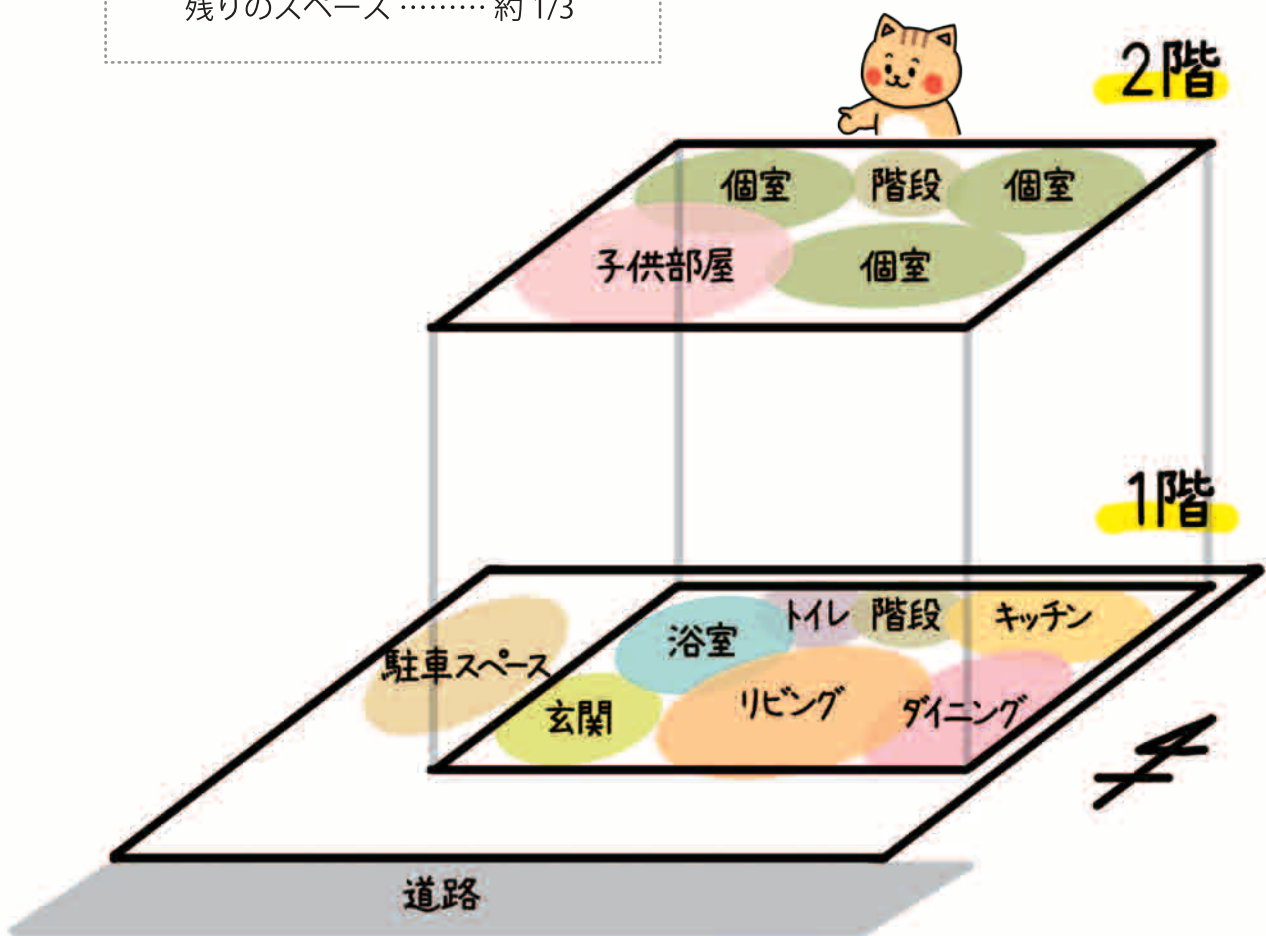 残りのスペース ……… 約 1/3
2階
個室
階段
個室
子供部屋
個室
1階
トイレ
階段
キッチン
浴室
駐車スペース
リビング
ダイニング
玄関
道路